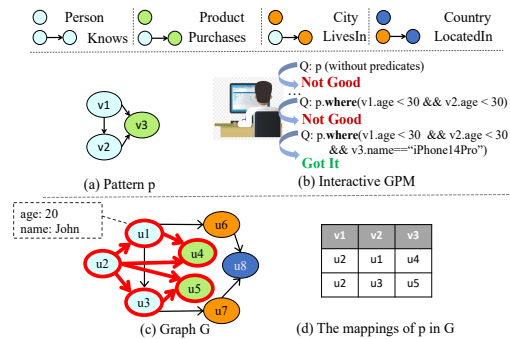 Person Product City Country
Knows Purchases LivesIn LocatedIn
v1
v3
v2
(a) Pattern p
Q: p (without predicates)
Not Good
...
Q: p.where(v1.age < 30 && v2.age < 30)
Not Good
Q: p.where(v1.age < 30 && v2.age < 30
&& v3.name=="iPhone14Pro")
Got It
(b) Interactive GPM
age: 20
name: John
u1
u6
u4
u2
u8
u5
u3
u7
(c) Graph G
v1 v2 v3
u2 u1 u4
u2 u3 u5
(d) The mappings of p in G